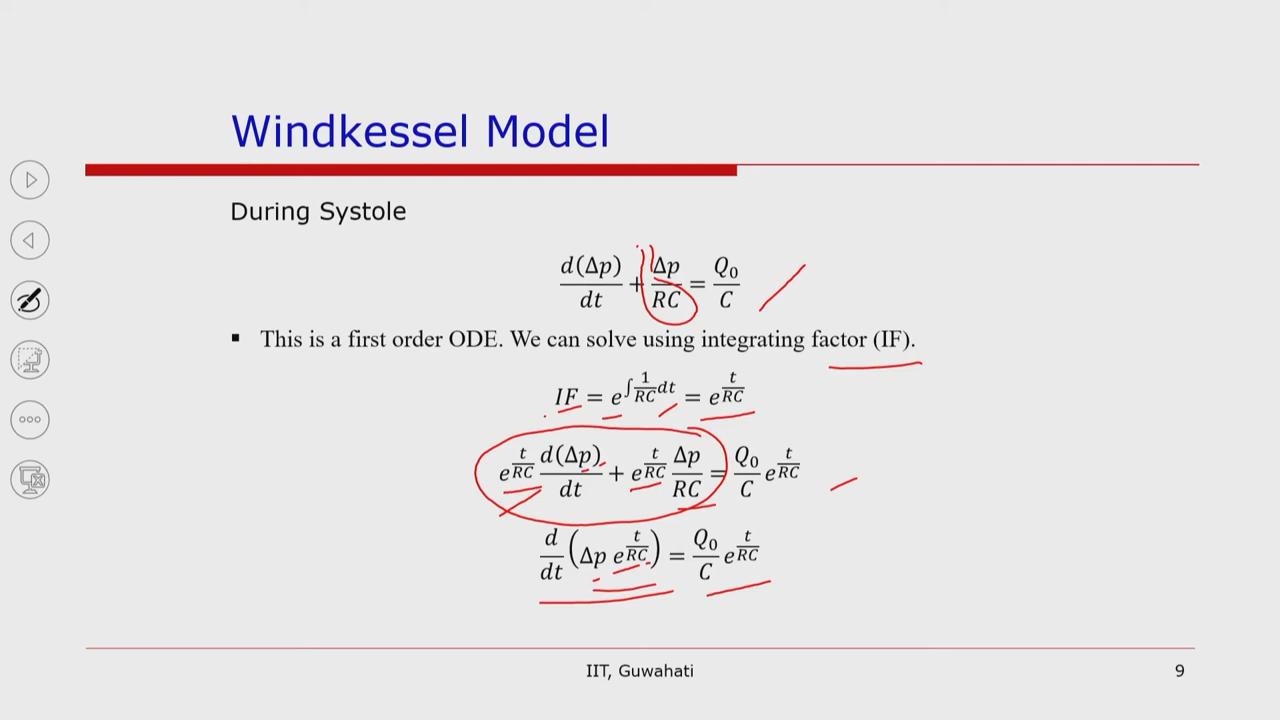 Windkessel Model
During Systole
d(Δp)/dt + Δp/RC = Q₀/C
▪ This is a first order ODE. We can solve using integrating factor (IF).
IF = e^{∫ 1/RC dt} = e^{t/RC}
e^{t/RC} d(Δp)/dt + e^{t/RC} Δp/RC = Q₀/C e^{t/RC}
d/dt (Δp e^{t/RC}) = Q₀/C e^{t/RC}
IIT, Guwahati 9